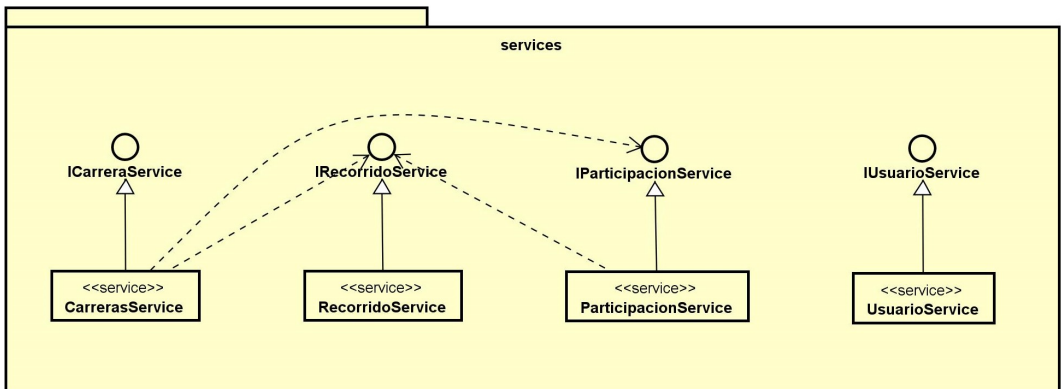 services
ICarreraService
IRecorridoService
IParticipacionService
IUsuarioService
<<service>>
CarrerasService
<<service>>
RecorridoService
<<service>>
ParticipacionService
<<service>>
UsuarioService